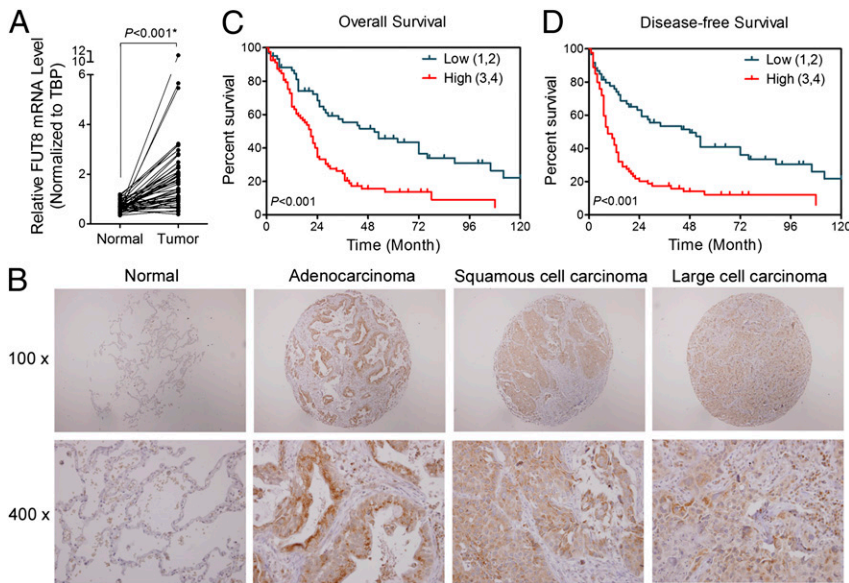 A
P<0.001*
Relative FUT8 mRNA Level
(Normalized to TBP)
12
10
8
6
4
2
0
Normal
Tumor
C
Overall Survival
Low (1,2)
High (3,4)
Percent survival
100
80
60
40
20
0
P<0.001
0
24
48
72
96
120
Time (Month)
D
Disease-free Survival
Low (1,2)
High (3,4)
Percent survival
100
80
60
40
20
0
P<0.001
0
24
48
72
96
120
Time (Month)
B
Normal
Adenocarcinoma
Squamous cell carcinoma
Large cell carcinoma
100 x
400 x